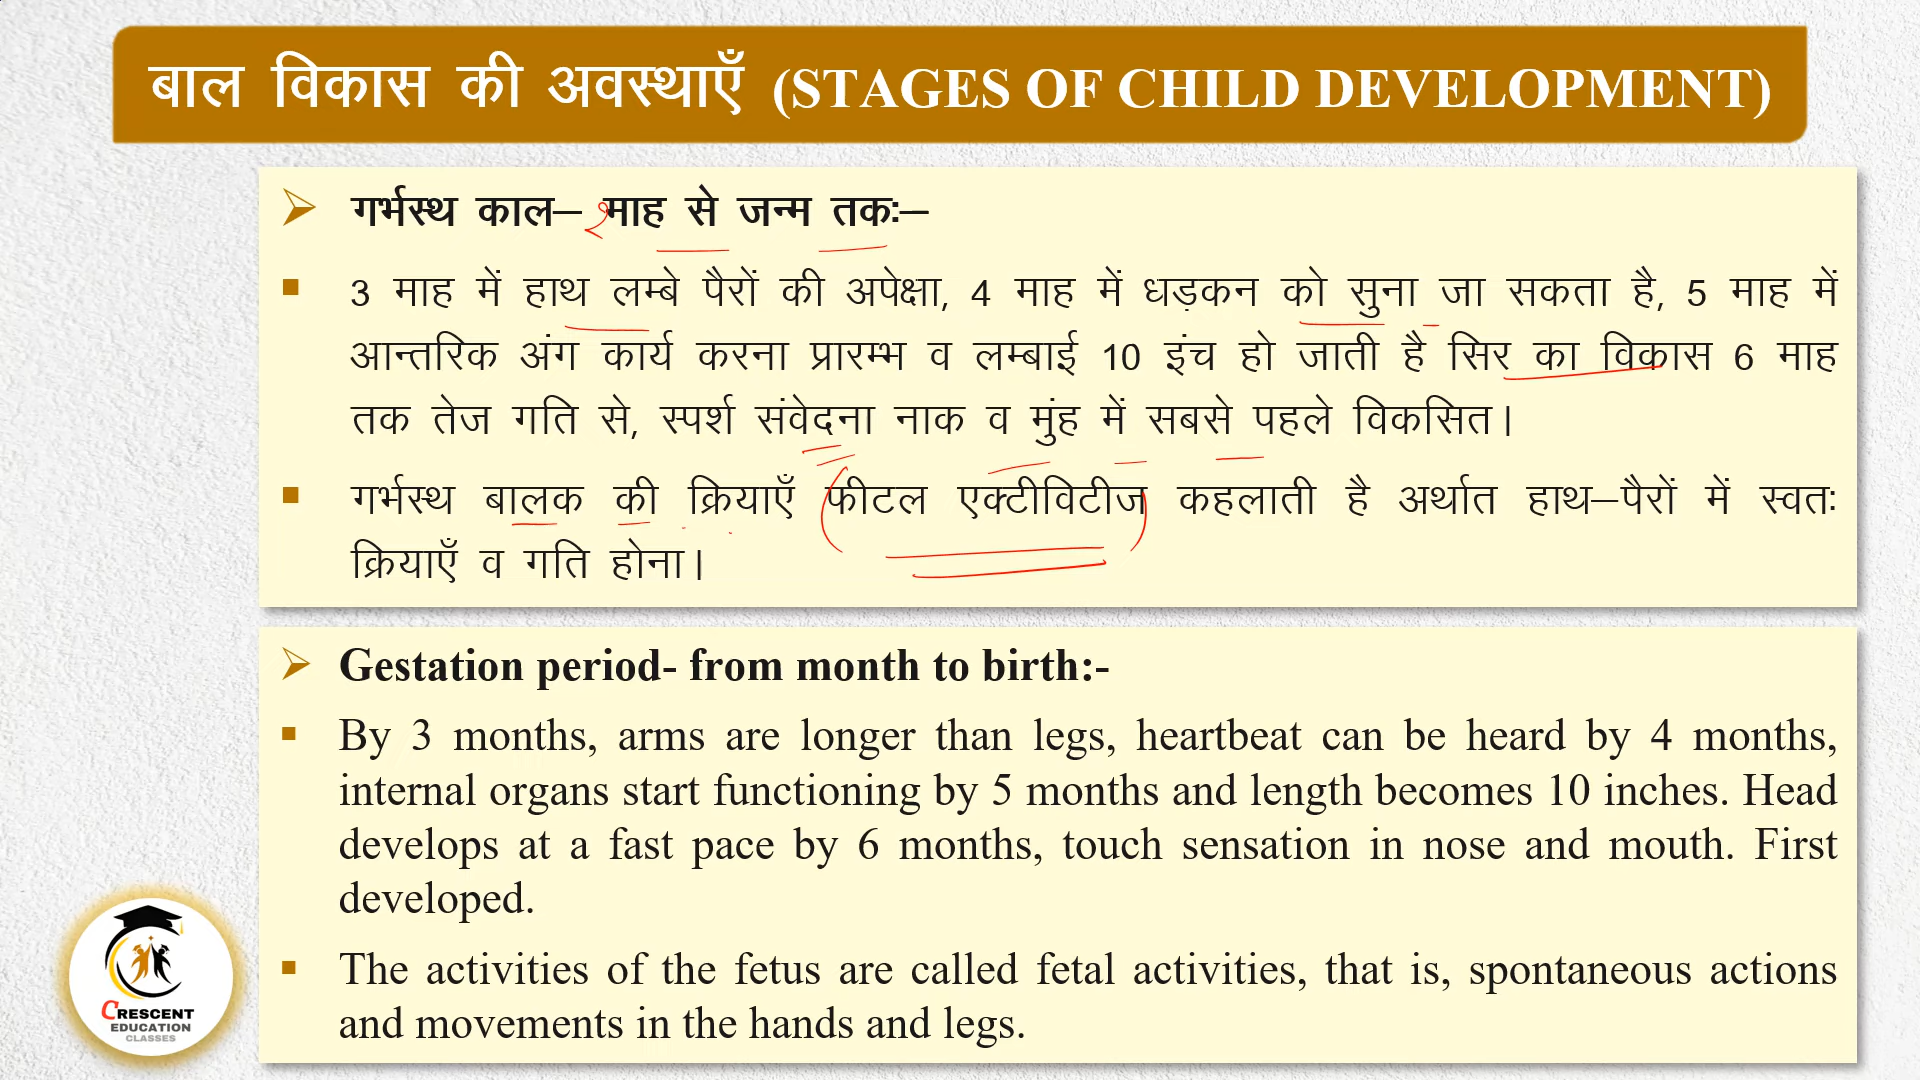 बाल विकास की अवस्थाएँ (STAGES OF CHILD DEVELOPMENT)
गर्भस्थ काल– २माह से जन्म तकः–
3 माह में हाथ लम्बे पैरों की अपेक्षा, 4 माह में धड़कन को सुना जा सकता है, 5 माह में
आन्तरिक अंग कार्य करना प्रारम्भ व लम्बाई 10 इंच हो जाती है सिर का विकास 6 माह
तक तेज गति से, स्पर्श संवेदना नाक व मुंह में सबसे पहले विकसित।
गर्भस्थ बालक की क्रियाएँ फीटल एक्टीविटीज कहलाती है अर्थात हाथ–पैरों में स्वतः
क्रियाएँ व गति होना।
Gestation period- from month to birth:-
By 3 months, arms are longer than legs, heartbeat can be heard by 4 months,
internal organs start functioning by 5 months and length becomes 10 inches. Head
develops at a fast pace by 6 months, touch sensation in nose and mouth. First
developed.
The activities of the fetus are called fetal activities, that is, spontaneous actions
and movements in the hands and legs.
CRESCENT
EDUCATION
CLASSES